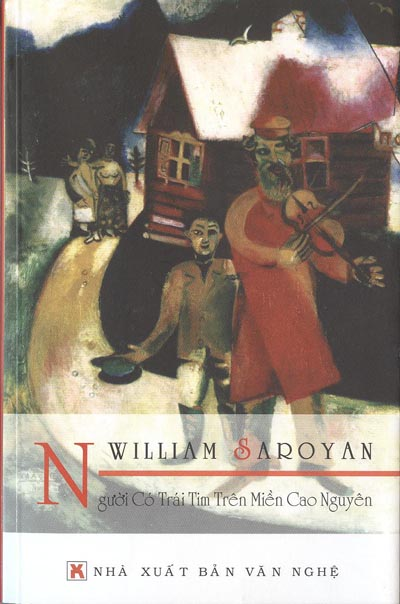 WILLIAM SAROYAN
Người Có Trái Tim Trên Miền Cao Nguyên
NHÀ XUẤT BẢN VĂN NGHỆ